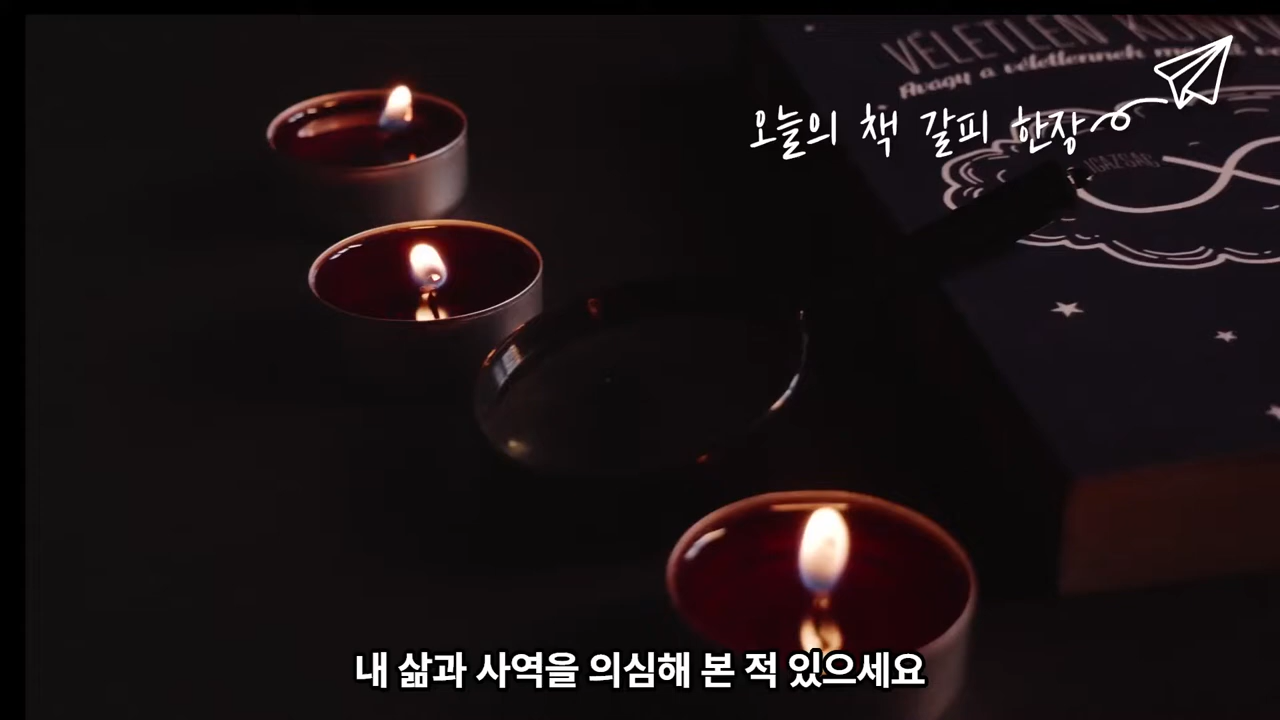 VÉLETLEN
Avagy a véletlennek
오늘의 책 갈피 한장
IGAZSÁG
내 삶과 사역을 의심해 본 적 있으세요